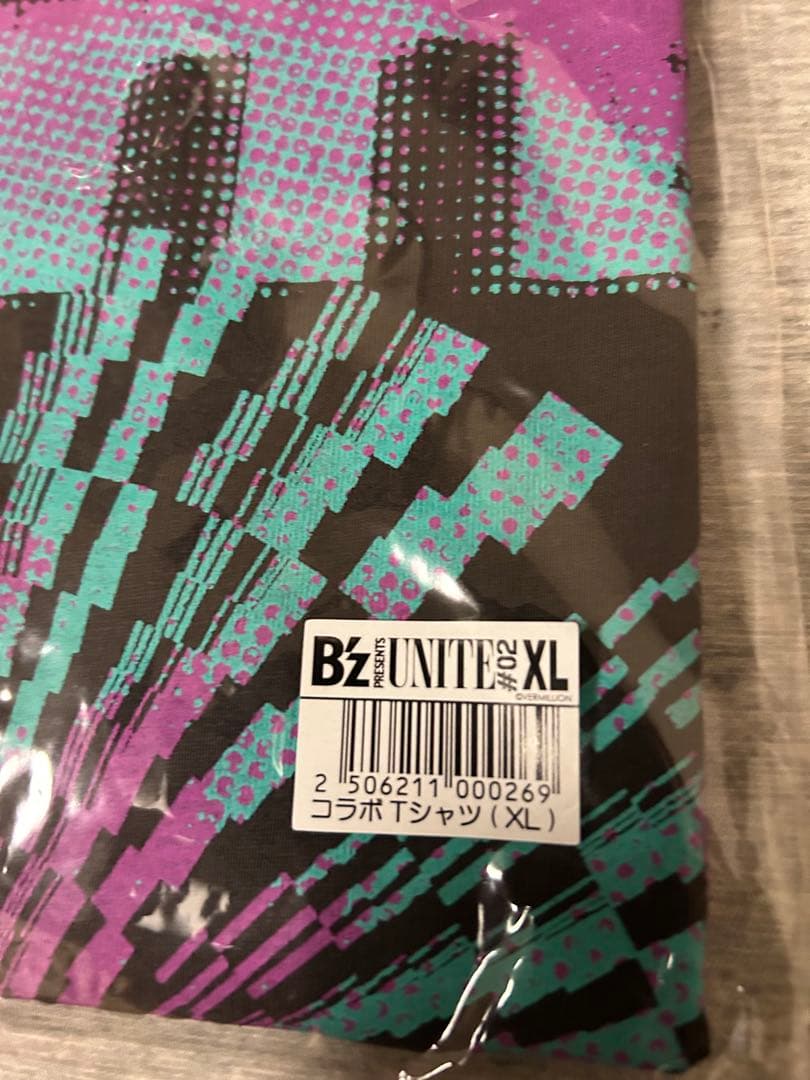 B'z PRESENTS UNITE #02 XL
©VERMILLION
2 506211 000269
コラボTシャツ(XL)